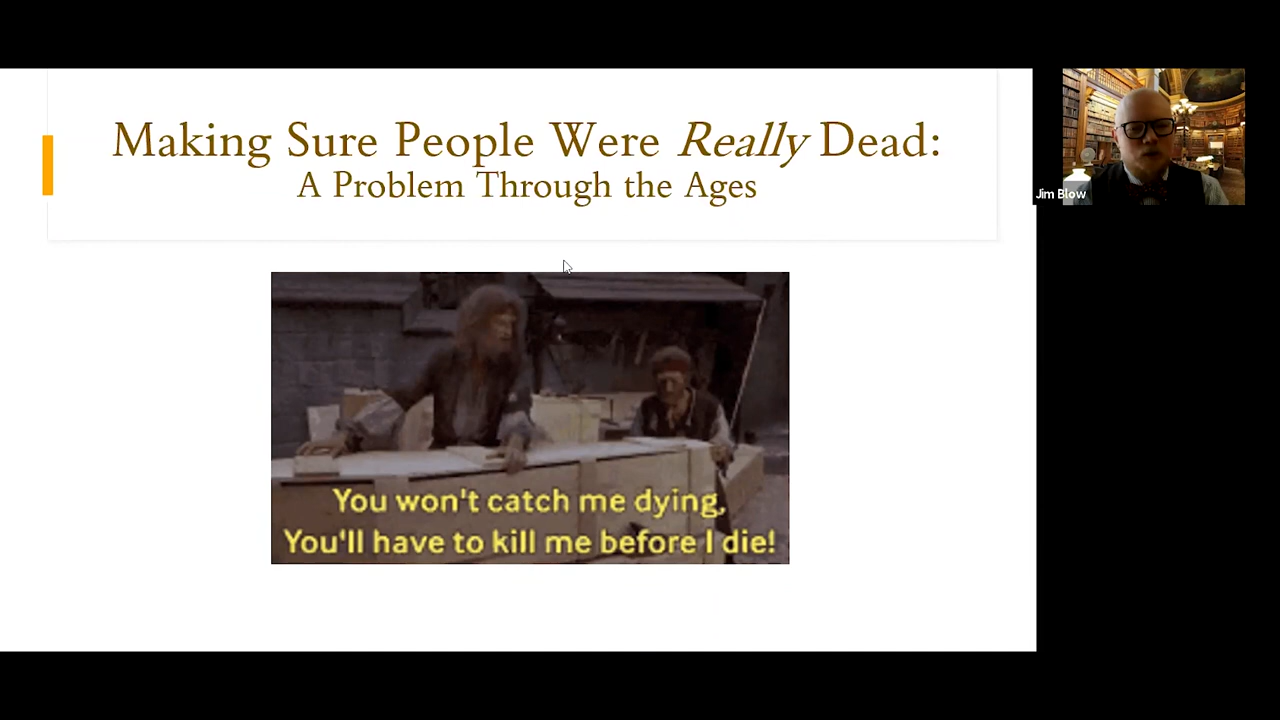 Making Sure People Were Really Dead:
A Problem Through the Ages
Jim Blow
You won't catch me dying,
You'll have to kill me before I die!